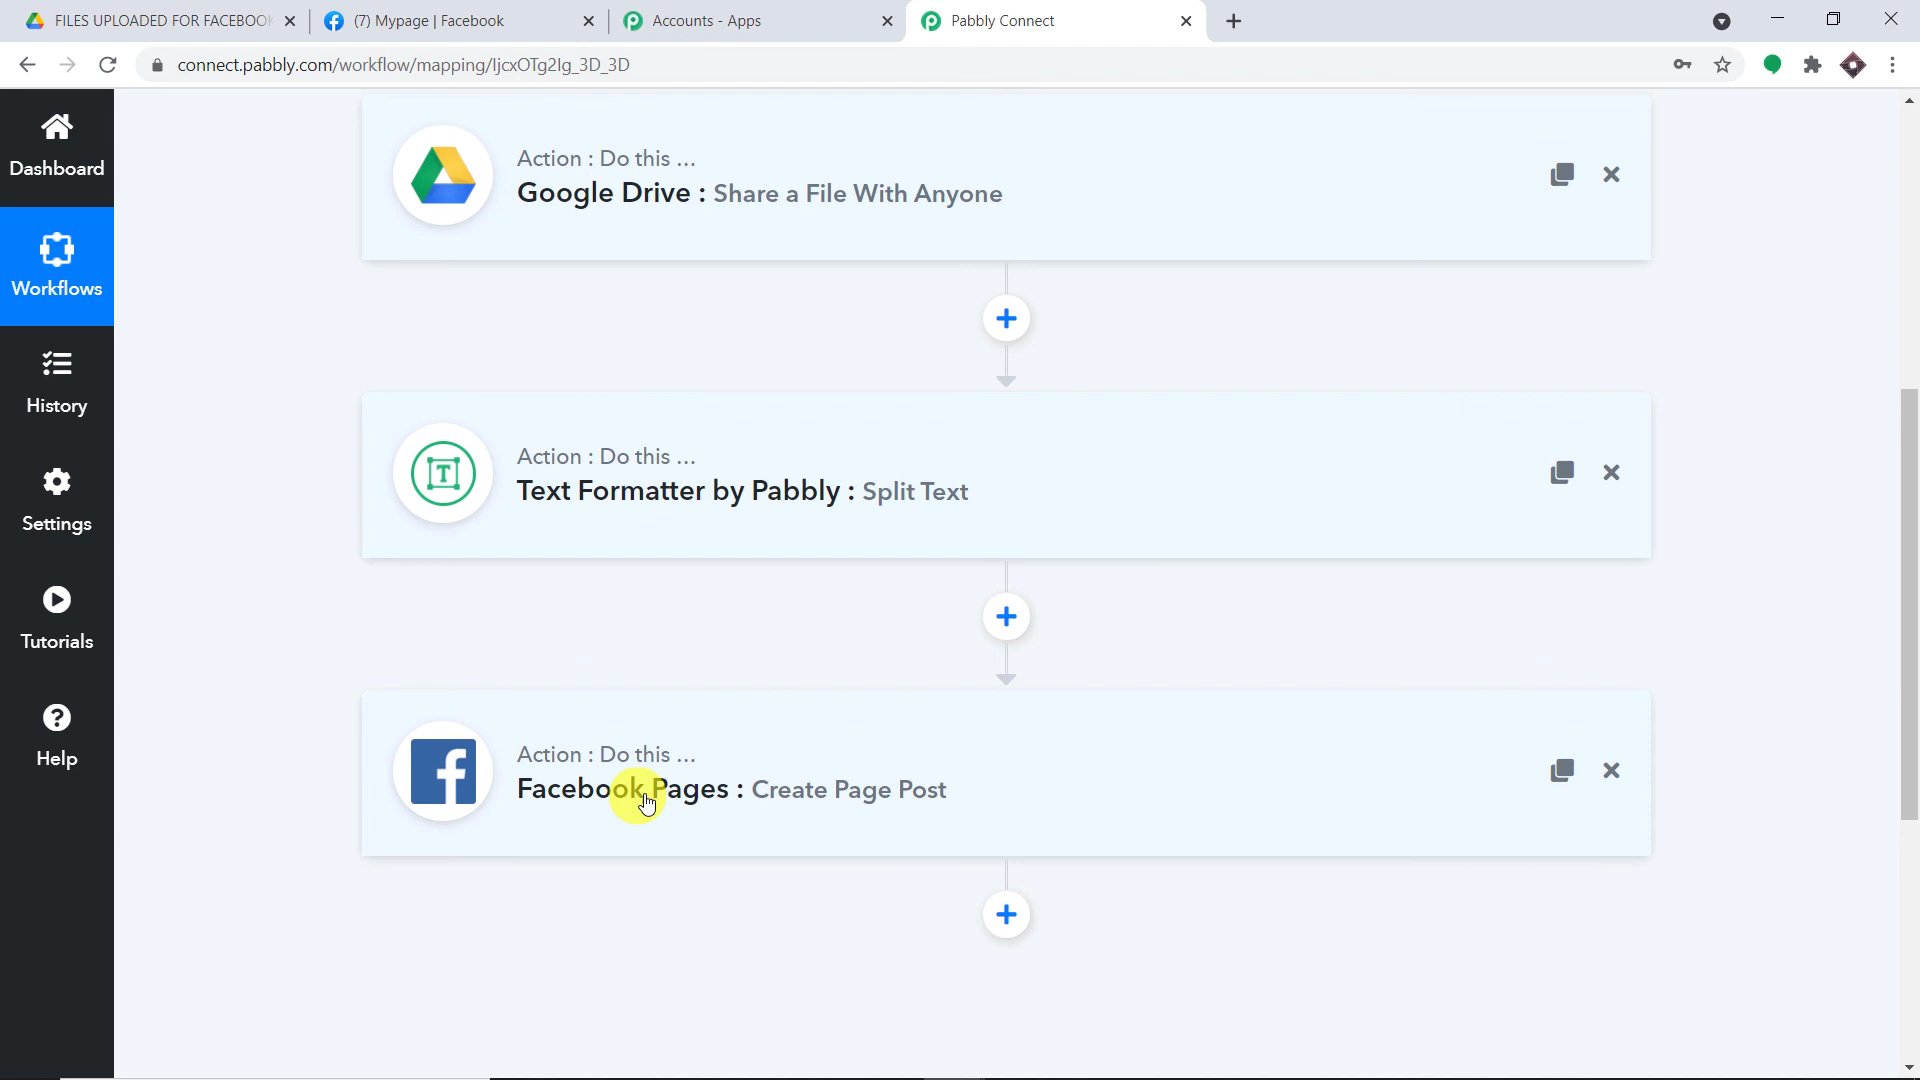 FILES UPLOADED FOR FACEBOOK
(7) Mypage | Facebook
Accounts - Apps
Pabbly Connect
connect.pabbly.com/workflow/mapping/IjcxOTg2Ig_3D_3D
Dashboard
Workflows
History
Settings
Tutorials
Help
Action : Do this ...
Google Drive : Share a File With Anyone
Action : Do this ...
Text Formatter by Pabbly : Split Text
Action : Do this ...
Facebook Pages : Create Page Post